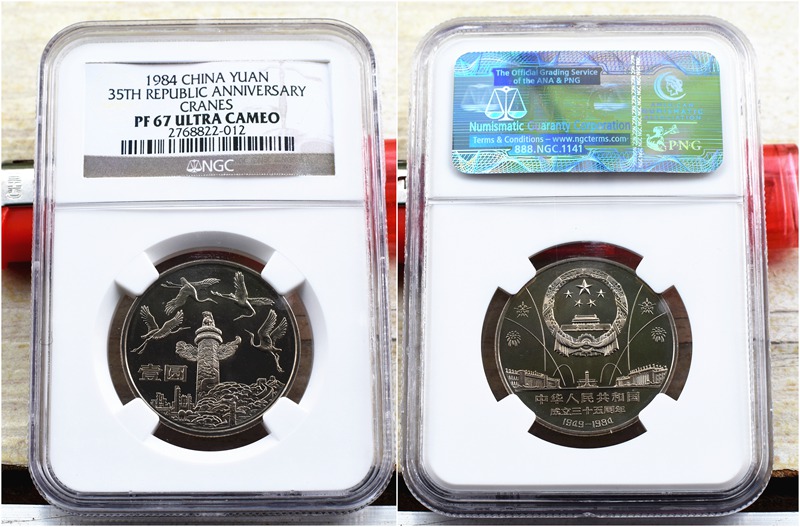 1984 CHINA YUAN
35TH REPUBLIC ANNIVERSARY
CRANES
PF 67 ULTRA CAMEO
2768822-012
NGC
壹圆
The Official Grading Service
of the ANA & PNG
Numismatic Guaranty Corporation
Terms & Conditions – www.ngcterms.com
888.NGC.1141
PNG
中华人民共和国
成立三十五周年
1949-1984